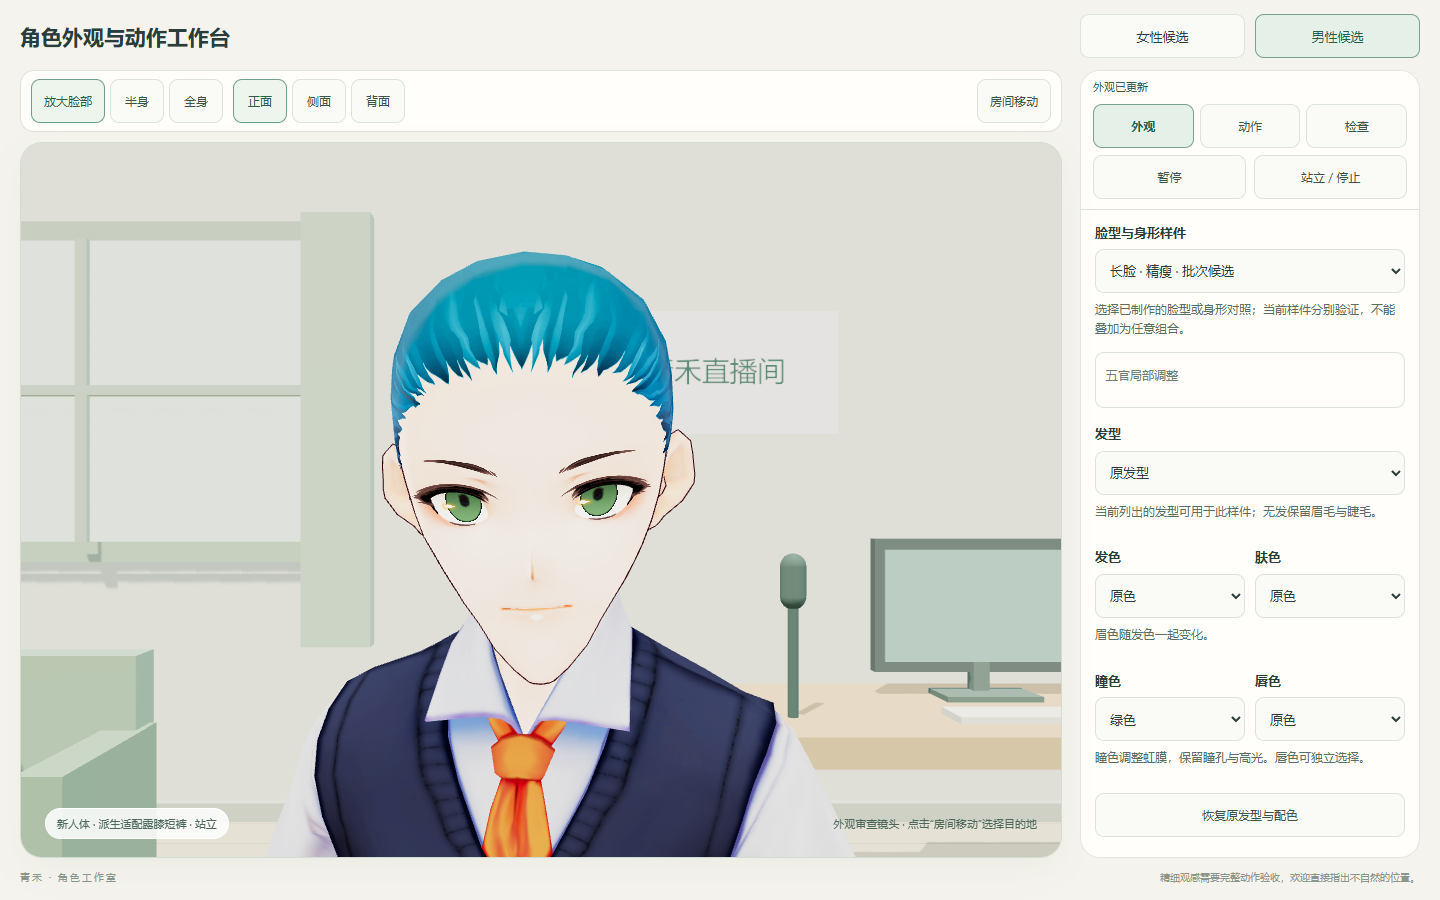 角色外观与动作工作台
女性候选
男性候选
放大脸部
半身
全身
正面
侧面
背面
房间移动
外观已更新
外观
动作
检查
暂停
站立 / 停止
脸型与身形样件
长脸 · 精瘦 · 批次候选
选择已制作的脸型或身形对照；当前样件分别验证，不能
叠加为任意组合。
五官局部调整
发型
原发型
当前列出的发型可用于此样件；无发保留眉毛与睫毛。
发色
肤色
原色
原色
眉色随发色一起变化。
瞳色
唇色
绿色
原色
瞳色调整虹膜，保留瞳孔与高光。唇色可独立选择。
恢复原发型与配色
禾直播间
新人体 · 派生适配露膝短裤 · 站立
外观审查镜头 · 点击“房间移动”选择目的地
青禾 · 角色工作室
精细观感需要完整动作验收，欢迎直接指出不自然的位置。